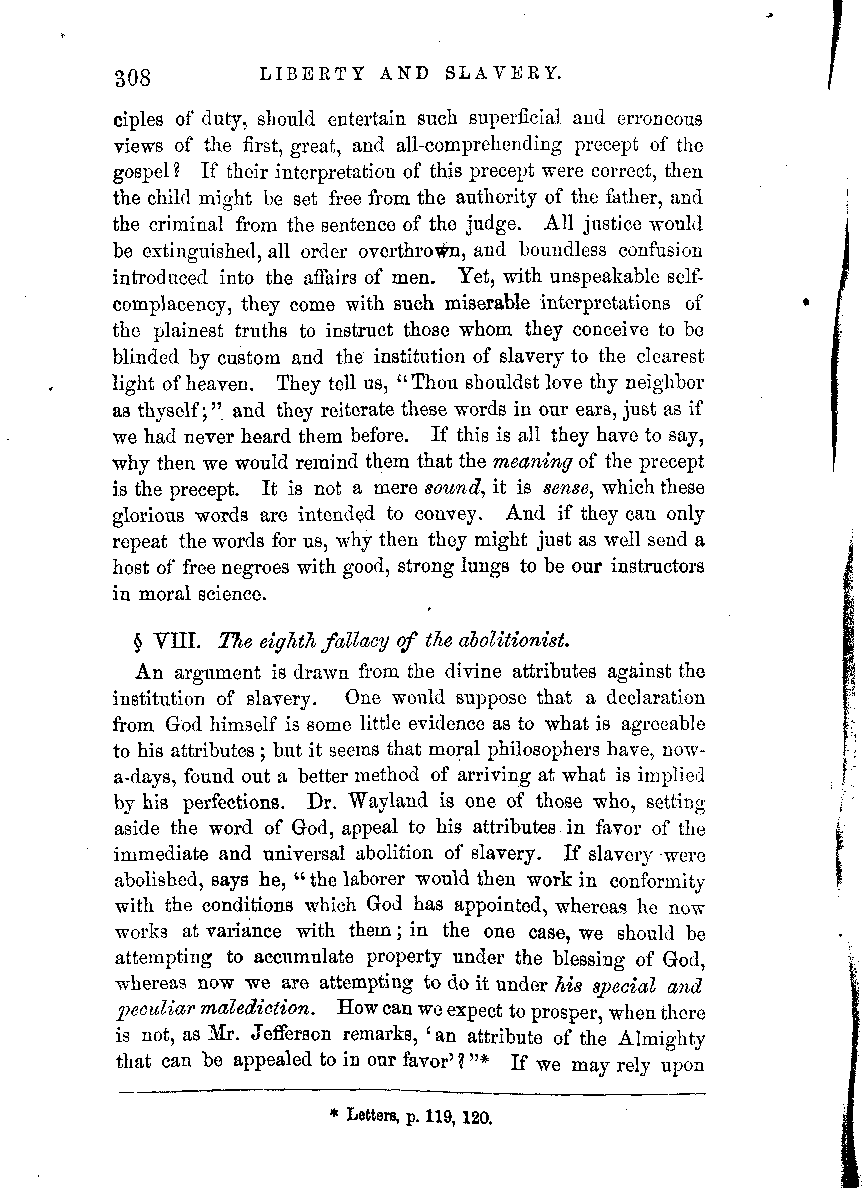 308 LIBERTY AND SLAVERY.
ciples of duty, should entertain such superficial and erroneous
views of the first, great, and all-comprehending precept of the
gospel? If their interpretation of this precept were correct, then
the child might be set free from the authority of the father, and
the criminal from the sentence of the judge. All justice would
be extinguished, all order overthrown, and boundless confusion
introduced into the affairs of men. Yet, with unspeakable self-
complacency, they come with such miserable interpretations of
the plainest truths to instruct those whom they conceive to be
blinded by custom and the institution of slavery to the clearest
light of heaven. They tell us, “Thou shouldst love thy neighbor
as thyself;” and they reiterate these words in our ears, just as if
we had never heard them before. If this is all they have to say,
why then we would remind them that the meaning of the precept
is the precept. It is not a mere sound, it is sense, which these
glorious words are intended to convey. And if they can only
repeat the words for us, why then they might just as well send a
host of free negroes with good, strong lungs to be our instructors
in moral science.
§ VIII. The eighth fallacy of the abolitionist.
An argument is drawn from the divine attributes against the
institution of slavery. One would suppose that a declaration
from God himself is some little evidence as to what is agreeable
to his attributes; but it seems that moral philosophers have, now-
a-days, found out a better method of arriving at what is implied
by his perfections. Dr. Wayland is one of those who, setting
aside the word of God, appeal to his attributes in favor of the
immediate and universal abolition of slavery. If slavery were
abolished, says he, “the laborer would then work in conformity
with the conditions which God has appointed, whereas he now
works at variance with them; in the one case, we should be
attempting to accumulate property under the blessing of God,
whereas now we are attempting to do it under his special and
peculiar malediction. How can we expect to prosper, when there
is not, as Mr. Jefferson remarks, ‘an attribute of the Almighty
that can be appealed to in our favor’?”* If we may rely upon
* Letters, p. 119, 120.